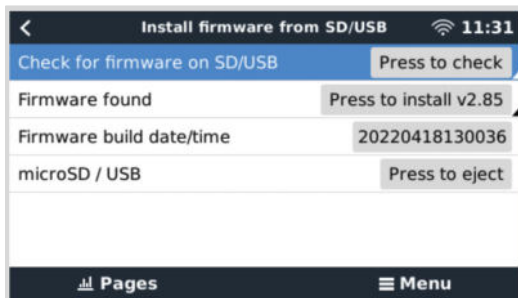 Install firmware from SD/USB 11:31
Check for firmware on SD/USB Press to check
Firmware found Press to install v2.85
Firmware build date/time 20220418130036
microSD / USB Press to eject
Pages Menu